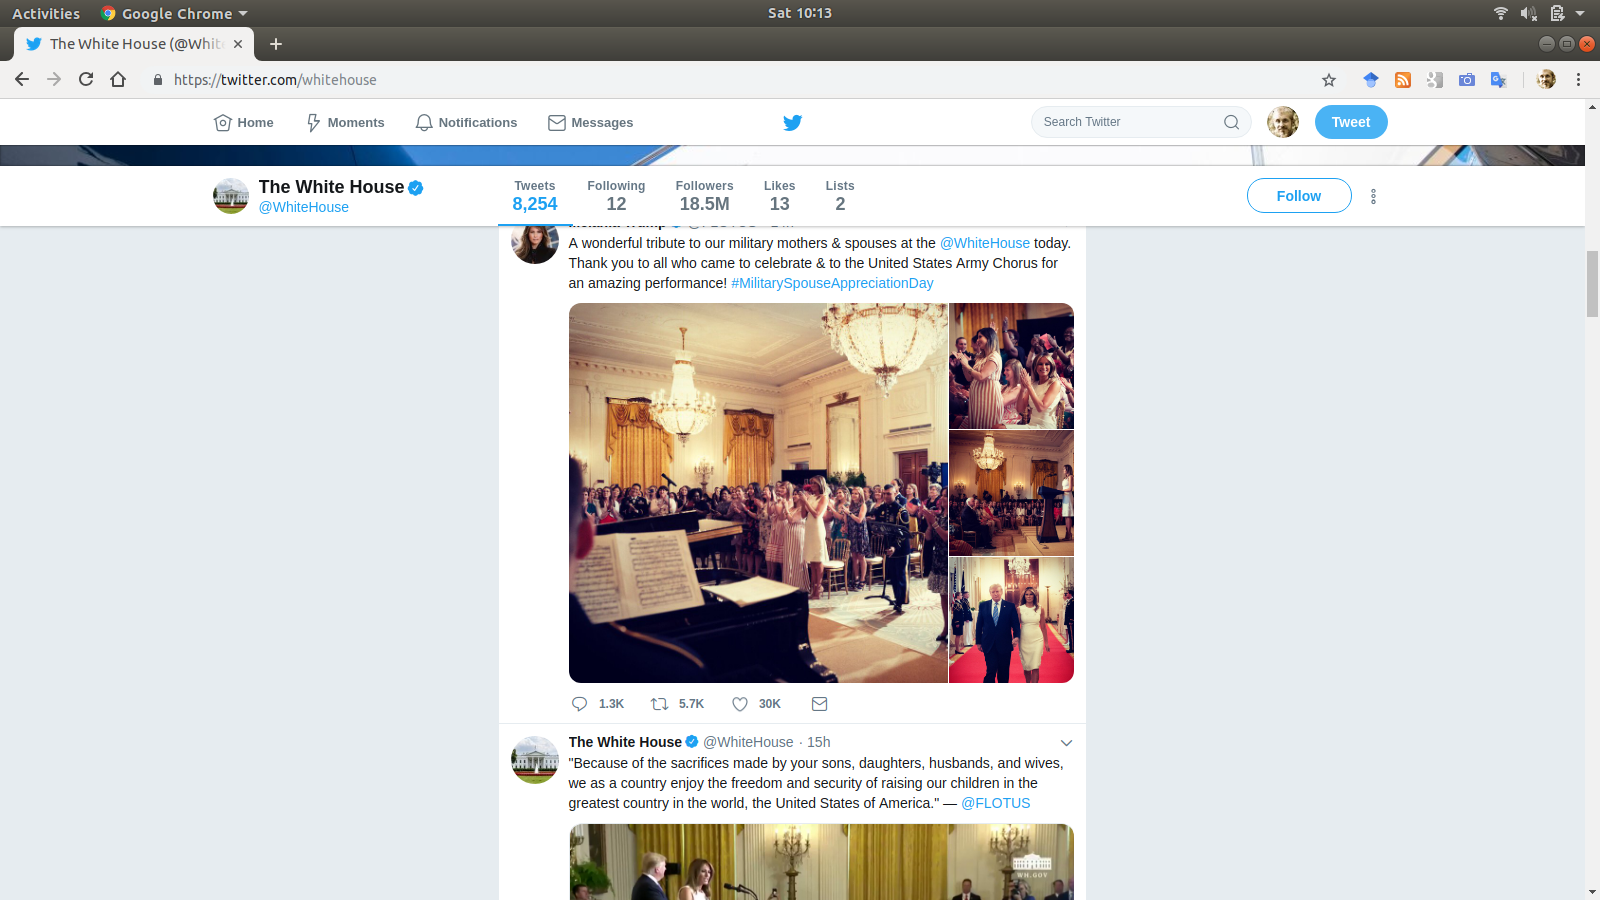 Activities
Google Chrome
Sat 10:13
The White House (@Whit
https://twitter.com/whitehouse
Home
Moments
Notifications
Messages
Search Twitter
Tweet
The White House
@WhiteHouse
Tweets
8,254
Following
12
Followers
18.5M
Likes
13
Lists
2
Follow
A wonderful tribute to our military mothers & spouses at the @WhiteHouse today.
Thank you to all who came to celebrate & to the United States Army Chorus for
an amazing performance! #MilitarySpouseAppreciationDay
1.3K
5.7K
30K
The White House @WhiteHouse · 15h
"Because of the sacrifices made by your sons, daughters, husbands, and wives,
we as a country enjoy the freedom and security of raising our children in the
greatest country in the world, the United States of America." — @FLOTUS
WH.GOV